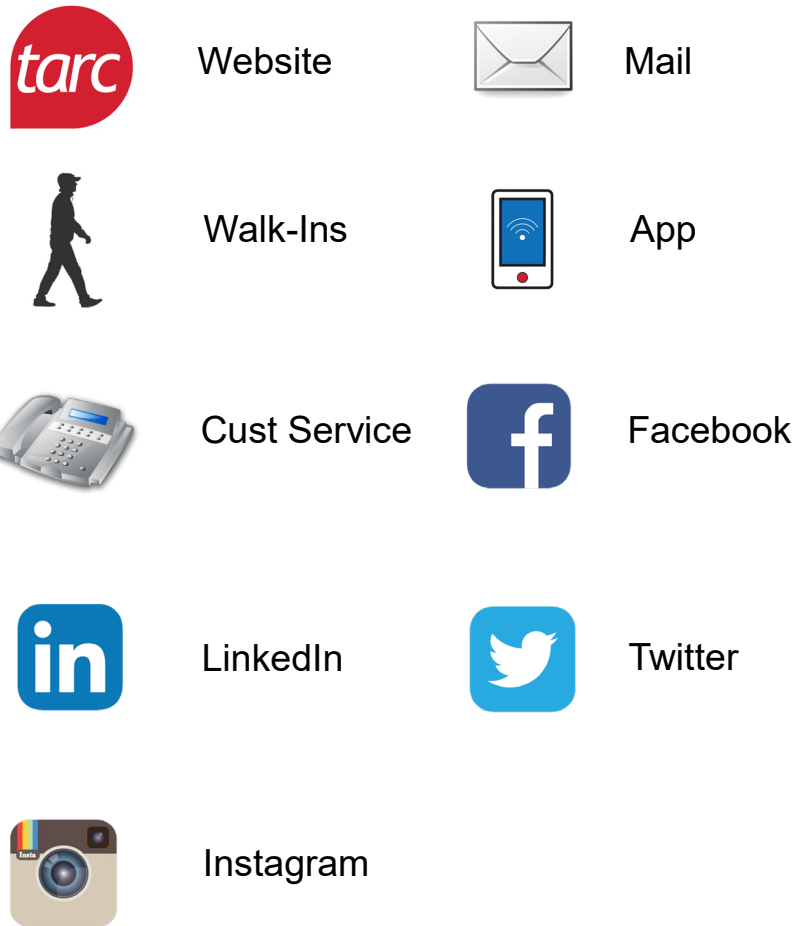 tarc
Website
Mail
Walk-Ins
App
Cust Service
f
Facebook
in
LinkedIn
Twitter
Insta
Instagram